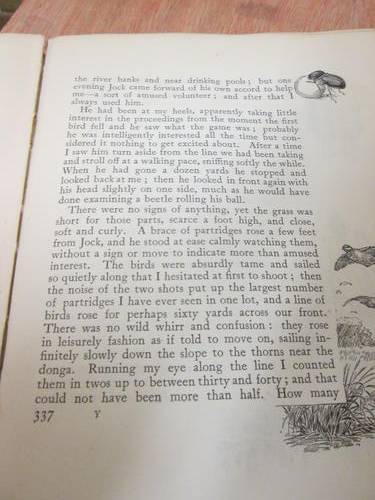 the river banks and near drinking pools; but one
evening Jock came forward of his own accord to help
me—a sort of amused volunteer; and after that I
always used him.
He had been at my heels, apparently taking little
interest in the proceedings from the moment the first
bird fell and he saw what the game was; probably
he was intelligently interested all the time but con-
sidered it nothing to get excited about. After a time
I saw him turn aside from the line we had been taking
and stroll off at a walking pace, sniffing softly the while.
When he had gone a dozen yards he stopped and
looked back at me; then he looked in front again with
his head slightly on one side, much as he would have
done examining a beetle rolling his ball.
There were no signs of anything, yet the grass was
short for those parts, scarce a foot high, and close,
soft and curly. A brace of partridges rose a few feet
from Jock, and he stood at ease calmly watching them,
without a sign or move to indicate more than amused
interest. The birds were absurdly tame and sailed
so quietly along that I hesitated at first to shoot; then
the noise of the two shots put up the largest number
of partridges I have ever seen in one lot, and a line of
birds rose for perhaps sixty yards across our front.
There was no wild whirr and confusion: they rose
in leisurely fashion as if told to move on, sailing in-
finitely slowly down the slope to the thorns near the
donga. Running my eye along the line I counted
them in twos up to between thirty and forty; and that
could not have been more than half. How many
337 Y